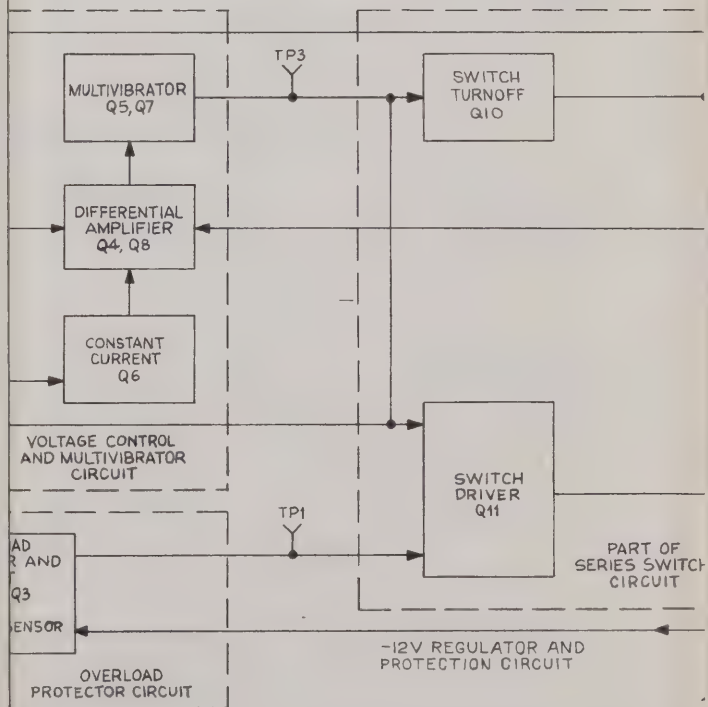 MULTIVIBRATOR
Q5, Q7
TP3
SWITCH
TURNOFF
Q10
DIFFERENTIAL
AMPLIFIER
Q4, Q8
CONSTANT
CURRENT
Q6
VOLTAGE CONTROL
AND MULTIVIBRATOR
CIRCUIT
SWITCH
DRIVER
Q11
TP1
AD
R AND
T
Q3
ENSOR
PART OF
SERIES SWITCH
CIRCUIT
-12V REGULATOR AND
PROTECTION CIRCUIT
OVERLOAD
PROTECTOR CIRCUIT